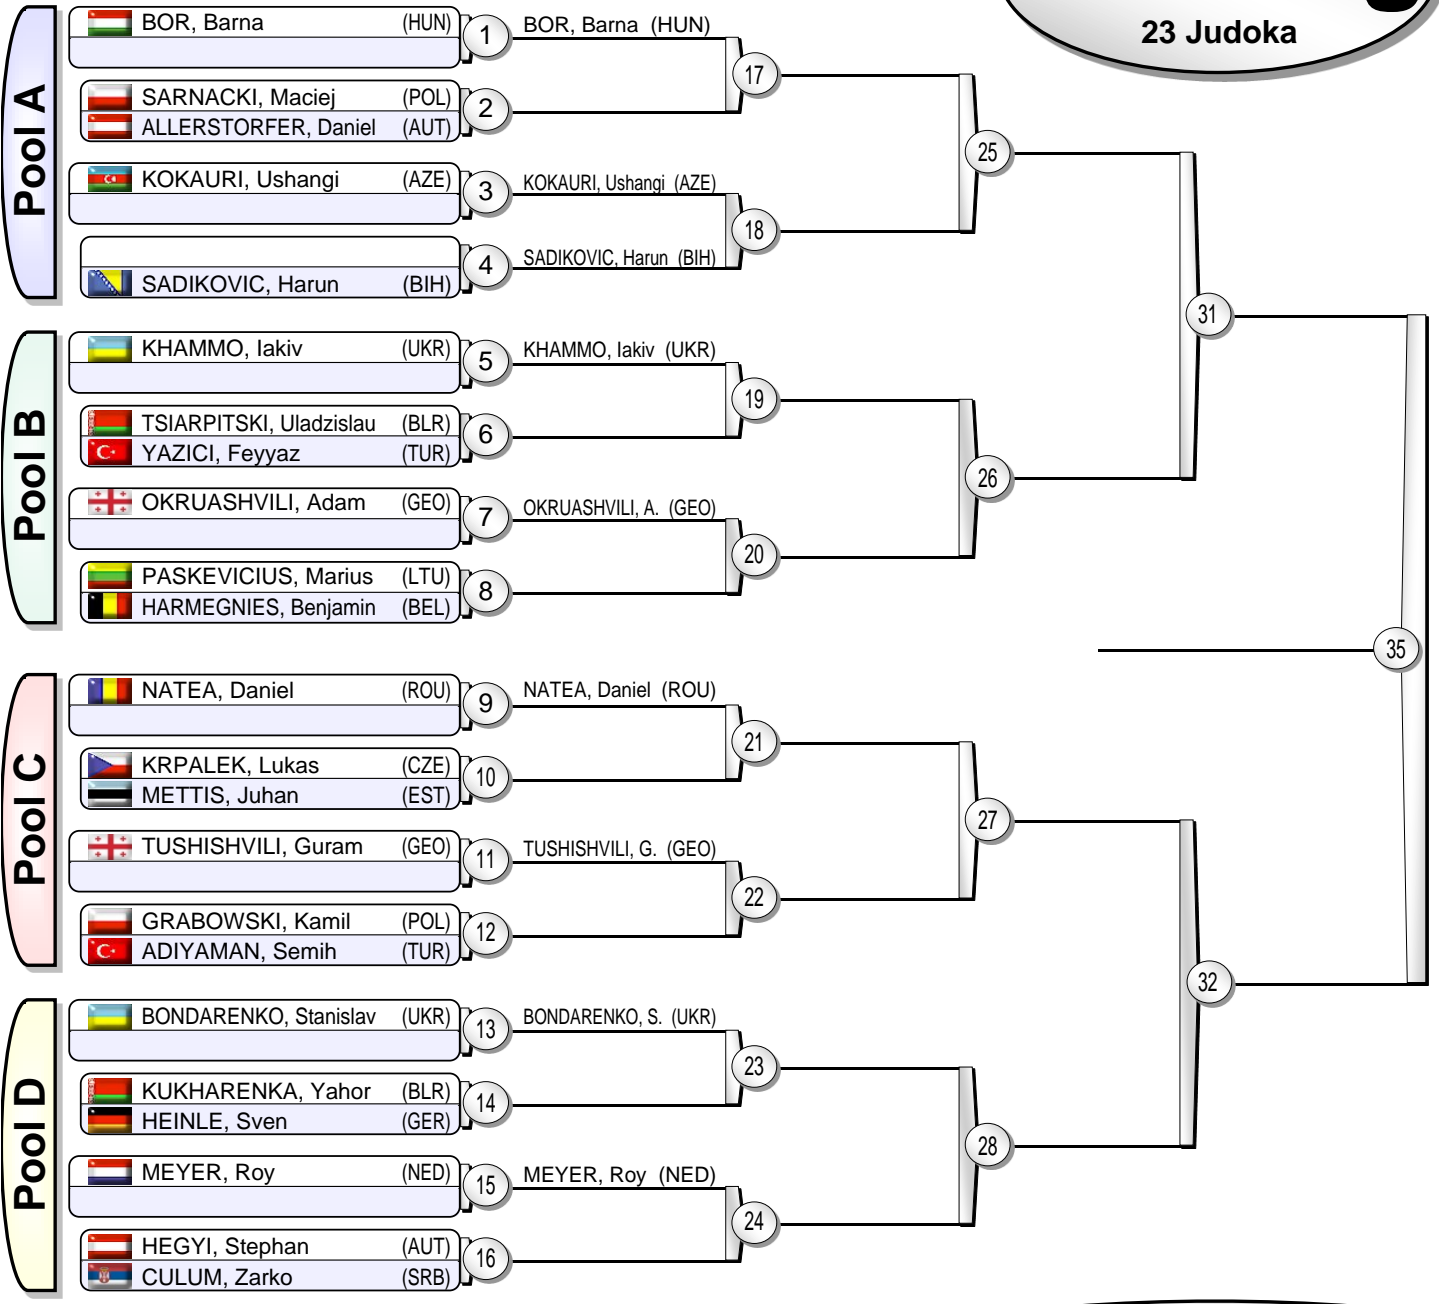 23 Judoka
Pool A
BOR, Barna (HUN) 1 BOR, Barna (HUN)
17
SARNACKI, Maciej (POL)
2
ALLERSTORFER, Daniel (AUT)
25
KOKAURI, Ushangi (AZE) 3 KOKAURI, Ushangi (AZE)
18
4 SADIKOVIC, Harun (BIH)
SADIKOVIC, Harun (BIH)
31
Pool B
KHAMMO, Iakiv (UKR) 5 KHAMMO, Iakiv (UKR)
19
TSIARPITSKI, Uladzislau (BLR)
6
YAZICI, Feyyaz (TUR)
26
OKRUASHVILI, Adam (GEO) 7 OKRUASHVILI, A. (GEO)
20
PASKEVICIUS, Marius (LTU)
8
HARMEGNIES, Benjamin (BEL)
35
Pool C
NATEA, Daniel (ROU) 9 NATEA, Daniel (ROU)
21
KRPALEK, Lukas (CZE)
10
METTIS, Juhan (EST)
27
TUSHISHVILI, Guram (GEO) 11 TUSHISHVILI, G. (GEO)
22
GRABOWSKI, Kamil (POL)
12
ADIYAMAN, Semih (TUR)
32
Pool D
BONDARENKO, Stanislav (UKR) 13 BONDARENKO, S. (UKR)
23
KUKHARENKA, Yahor (BLR)
14
HEINLE, Sven (GER)
28
MEYER, Roy (NED) 15 MEYER, Roy (NED)
24
HEGYI, Stephan (AUT)
16
CULUM, Zarko (SRB)